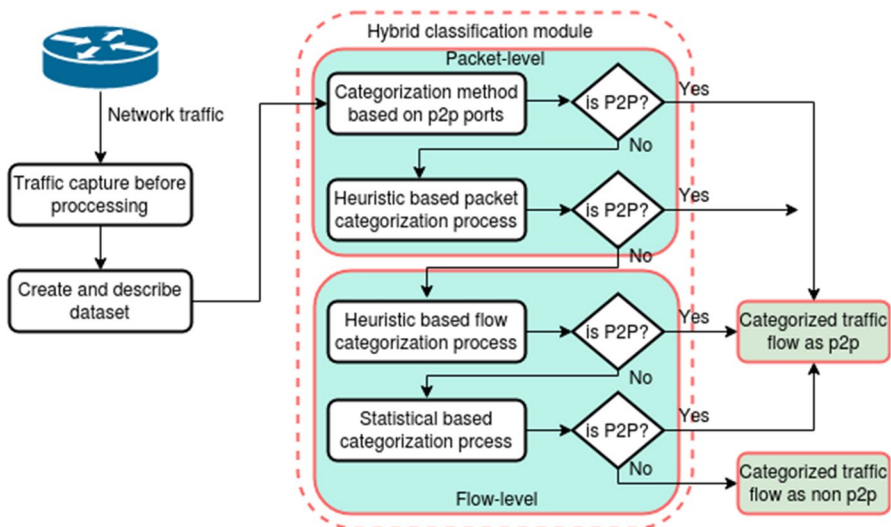 Hybrid classification module
Packet-level
Network traffic
Traffic capture before
proccessing
Create and describe
dataset
Categorization method
based on p2p ports
is P2P?
Yes
No
Heuristic based packet
categorization process
is P2P?
Yes
No
Heuristic based flow
categorization process
is P2P?
Yes
No
Statistical based
categorization prcess
is P2P?
Yes
No
Flow-level
Categorized traffic
flow as p2p
Categorized traffic
flow as non p2p